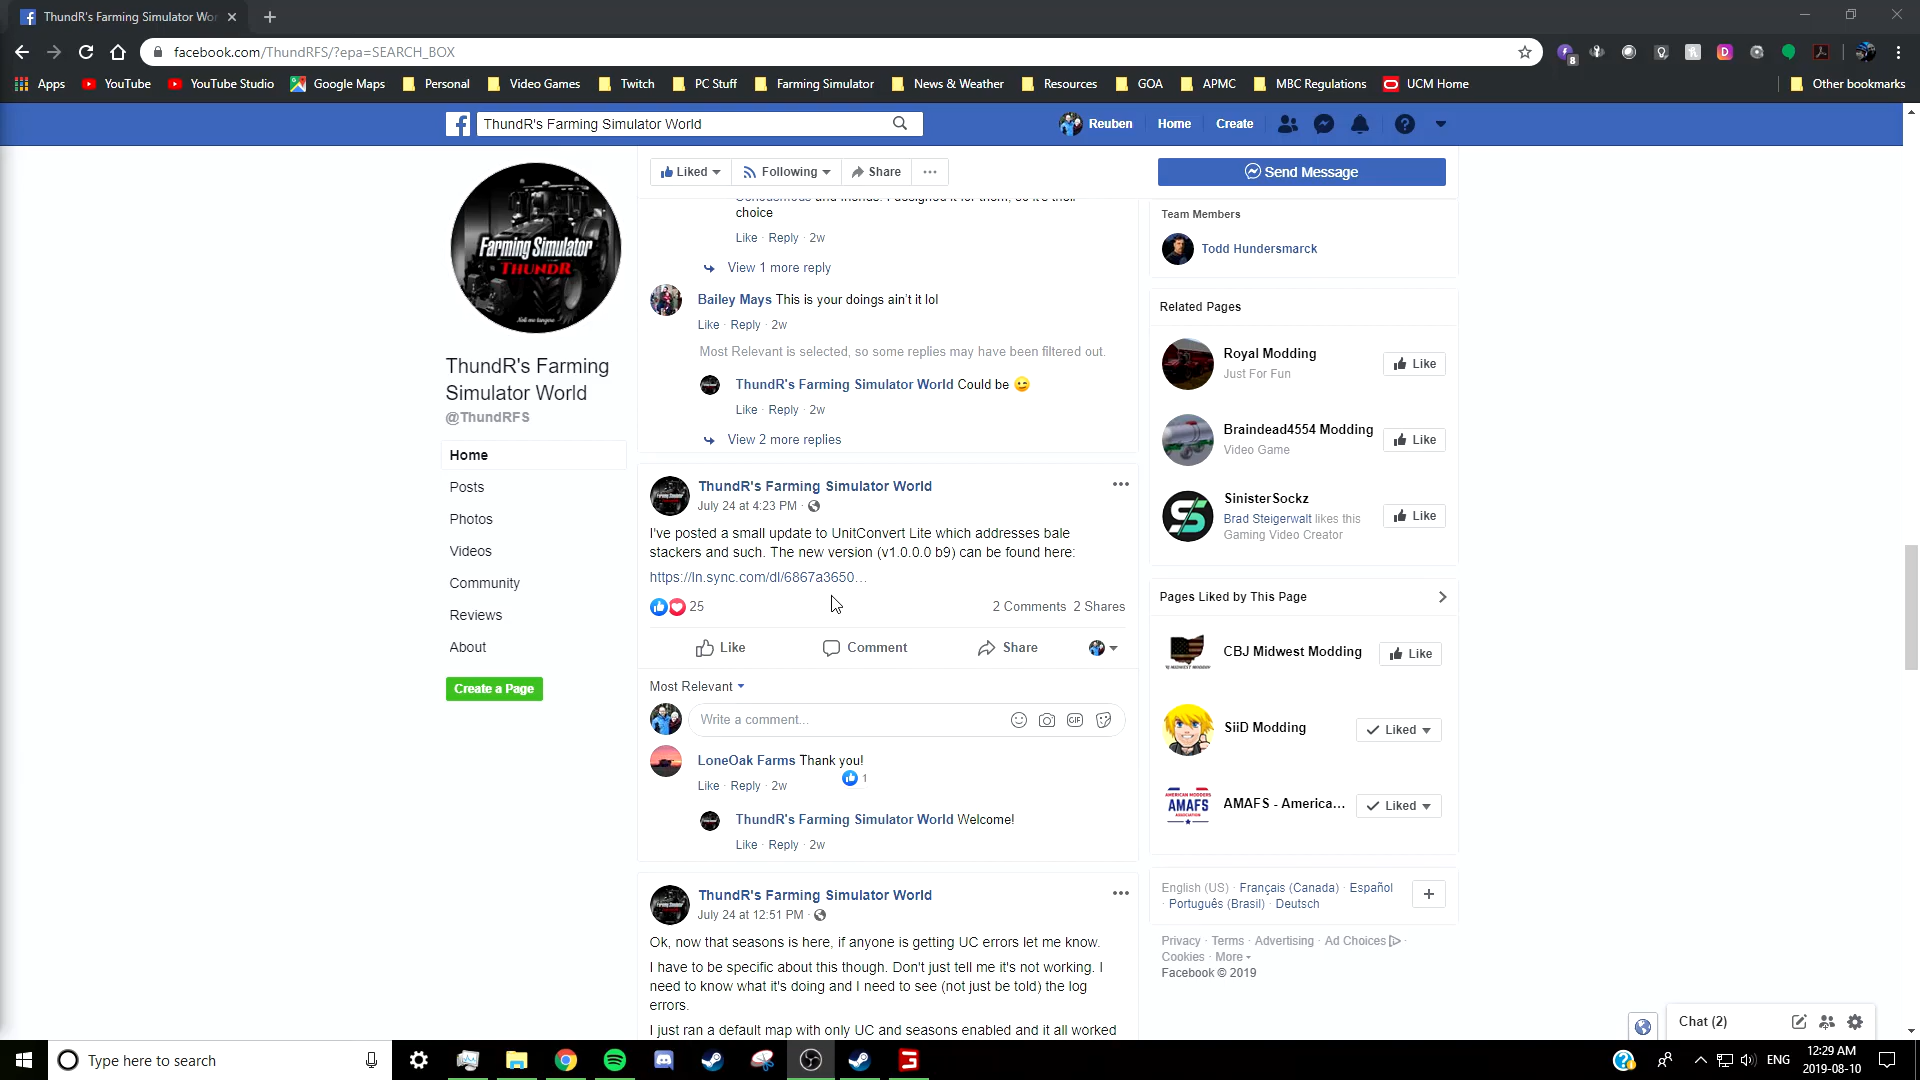 ThundR's Farming Simulator Wor
facebook.com/ThundRFS/?epa=SEARCH_BOX
8
Apps YouTube YouTube Studio Google Maps Personal Video Games Twitch PC Stuff Farming Simulator News & Weather Resources GOA APMC MBC Regulations UCM Home Other bookmarks
ThundR's Farming Simulator World
Reuben Home Create
Farming Simulator
THUNDR
ThundR's Farming
Simulator World
@ThundRFS
Home
Posts
Photos
Videos
Community
Reviews
About
Create a Page
Liked Following Share
Send Message
choice
Like · Reply · 2w
View 1 more reply
Bailey Mays This is your doings ain't it lol
Like · Reply · 2w
Most Relevant is selected, so some replies may have been filtered out.
ThundR's Farming Simulator World Could be 😉
Like · Reply · 2w
View 2 more replies
ThundR's Farming Simulator World
July 24 at 4:23 PM ·
I've posted a small update to UnitConvert Lite which addresses bale
stackers and such. The new version (v1.0.0.0 b9) can be found here:
https://ln.sync.com/dl/6867a3650...
25
2 Comments 2 Shares
Like Comment Share
Most Relevant
Write a comment...
GIF
LoneOak Farms Thank you!
1
Like · Reply · 2w
ThundR's Farming Simulator World Welcome!
Like · Reply · 2w
ThundR's Farming Simulator World
July 24 at 12:51 PM ·
Ok, now that seasons is here, if anyone is getting UC errors let me know.
I have to be specific about this though. Don't just tell me it's not working. I
need to know what it's doing and I need to see (not just be told) the log
errors.
I just ran a default map with only UC and seasons enabled and it all worked
Team Members
Todd Hundersmarck
Related Pages
Royal Modding
Just For Fun
Like
Braindead4554 Modding
Video Game
Like
SinisterSockz
Brad Steigerwalt likes this
Gaming Video Creator
Like
Pages Liked by This Page
CBJ Midwest Modding
Like
SiiD Modding
Liked
AMAFS
AMAFS - America...
Liked
English (US) · Français (Canada) · Español
· Português (Brasil) · Deutsch
Privacy · Terms · Advertising · Ad Choices ·
Cookies · More
Facebook © 2019
Chat (2)
Type here to search
ENG
12:29 AM
2019-08-10